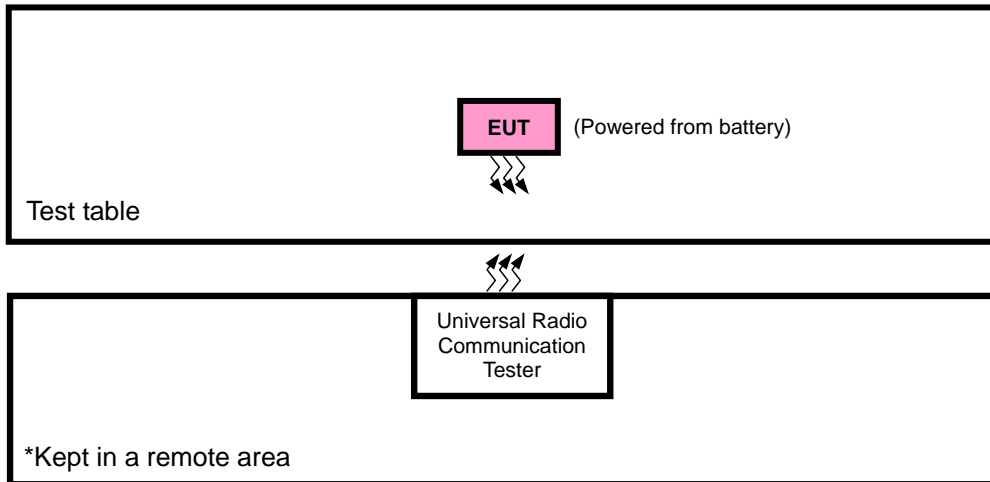 EUT
(Powered from battery)
Test table
Universal Radio
Communication
Tester
*Kept in a remote area